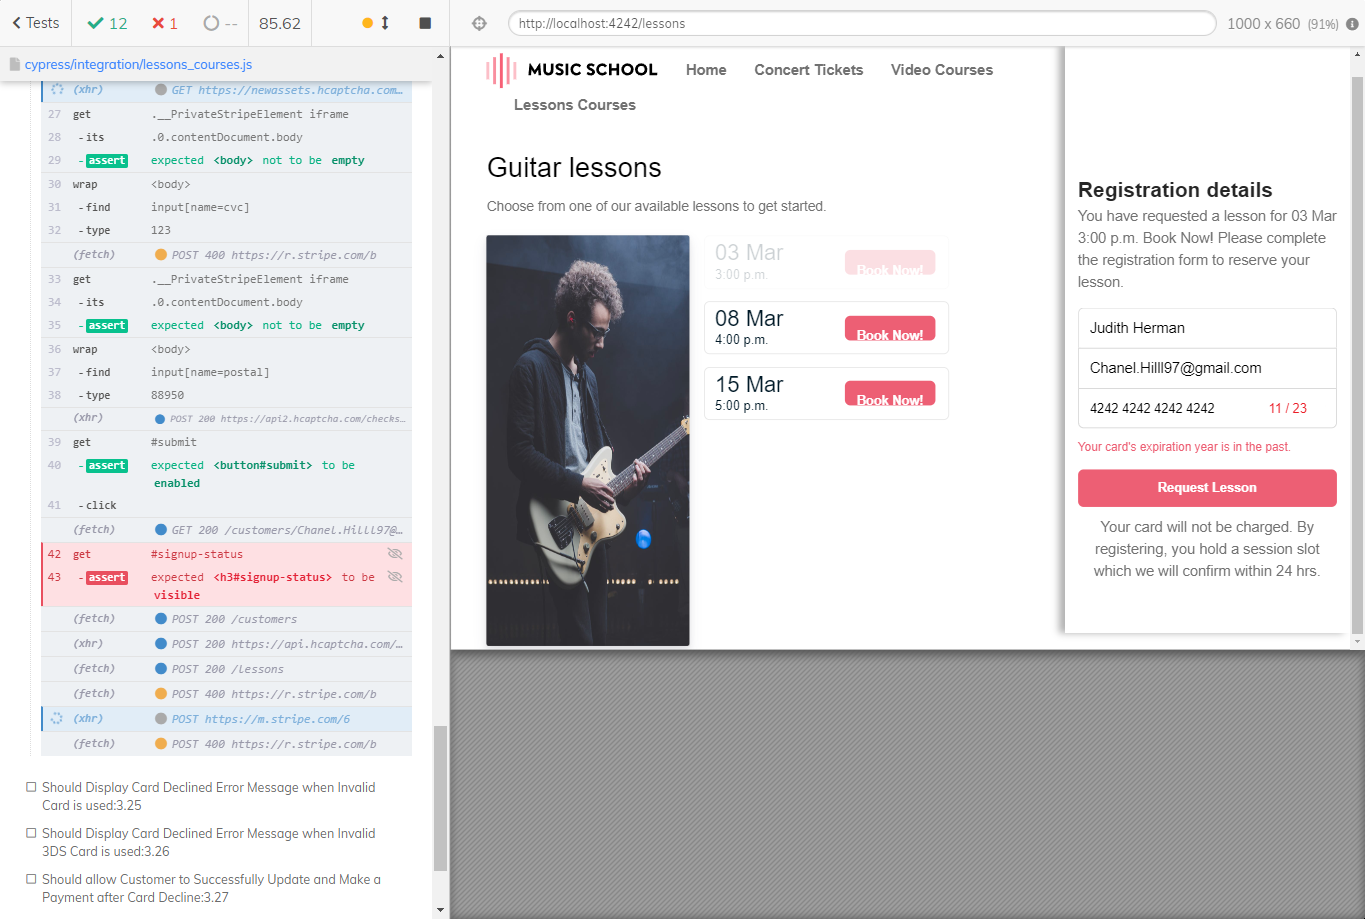 Tests
12
1
--
85.62
http://localhost:4242/lessons
1000 x 660 (91%)
cypress/integration/lessons_courses.js
(xhr) GET https://newassets.hcaptcha.com...
27 get .__PrivateStripeElement iframe
28 -its .0.contentDocument.body
29 -assert expected <body> not to be empty
30 wrap <body>
31 -find input[name=cvc]
32 -type 123
(fetch) POST 400 https://r.stripe.com/b
33 get .__PrivateStripeElement iframe
34 -its .0.contentDocument.body
35 -assert expected <body> not to be empty
36 wrap <body>
37 -find input[name=postal]
38 -type 88950
(xhr) POST 200 https://api2.hcaptcha.com/checks...
39 get #submit
40 -assert expected <button#submit> to be
enabled
41 -click
(fetch) GET 200 /customers/Chanel.Hilll97@...
42 get #signup-status
43 -assert expected <h3#signup-status> to be
visible
(fetch) POST 200 /customers
(xhr) POST 200 https://api.hcaptcha.com/...
(fetch) POST 200 /lessons
(fetch) POST 400 https://r.stripe.com/b
(xhr) POST https://m.stripe.com/6
(fetch) POST 400 https://r.stripe.com/b
Should Display Card Declined Error Message when Invalid
Card is used:3.25
Should Display Card Declined Error Message when Invalid
3DS Card is used:3.26
Should allow Customer to Successfully Update and Make a
Payment after Card Decline:3.27
MUSIC SCHOOL
Home
Concert Tickets
Video Courses
Lessons Courses
Guitar lessons
Choose from one of our available lessons to get started.
03 Mar
3:00 p.m.
Book Now!
08 Mar
4:00 p.m.
Book Now!
15 Mar
5:00 p.m.
Book Now!
Registration details
You have requested a lesson for 03 Mar
3:00 p.m. Book Now! Please complete
the registration form to reserve your
lesson.
Judith Herman
Chanel.Hilll97@gmail.com
4242 4242 4242 4242 11 / 23
Your card's expiration year is in the past.
Request Lesson
Your card will not be charged. By
registering, you hold a session slot
which we will confirm within 24 hrs.